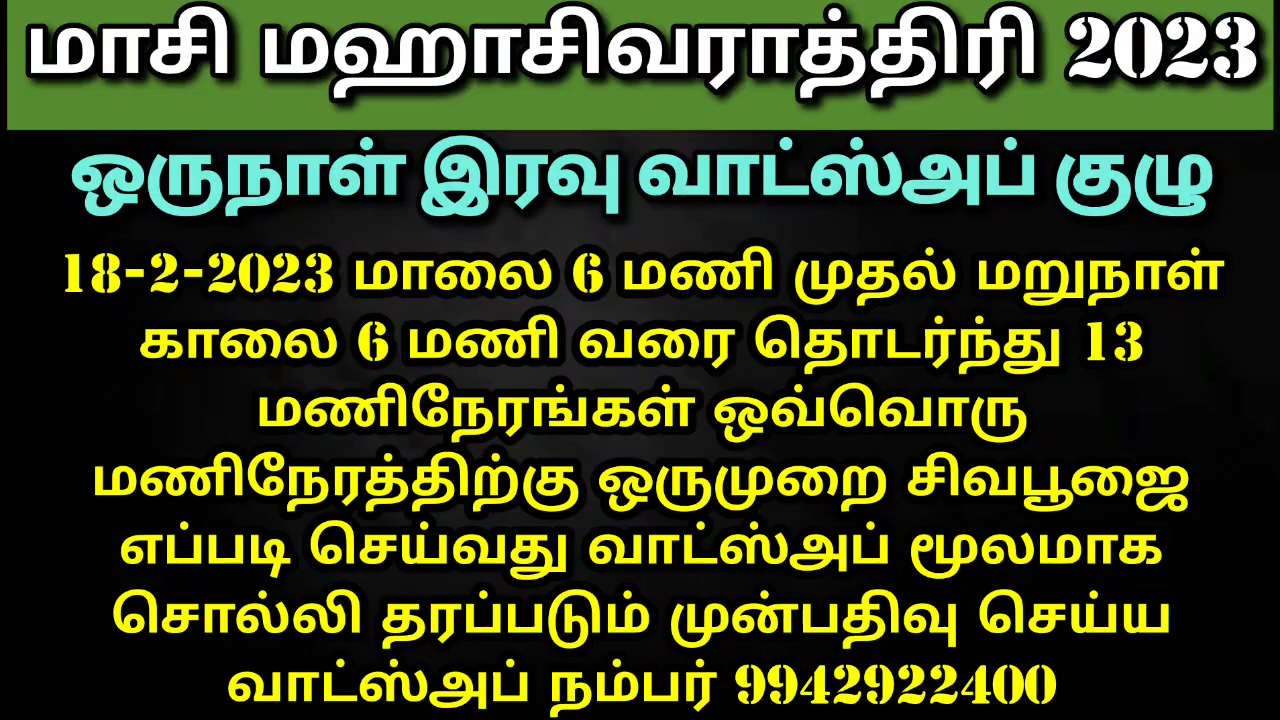 மாசி மஹாசிவராத்திரி 2023
ஒருநாள் இரவு வாட்ஸ்அப் குழு
18-2-2023 மாலை 6 மணி முதல் மறுநாள்
காலை 6 மணி வரை தொடர்ந்து 13
மணிநேரங்கள் ஒவ்வொரு
மணிநேரத்திற்கு ஒருமுறை சிவபூஜை
எப்படி செய்வது வாட்ஸ்அப் மூலமாக
சொல்லி தரப்படும் முன்பதிவு செய்ய
வாட்ஸ்அப் நம்பர் 9942922400